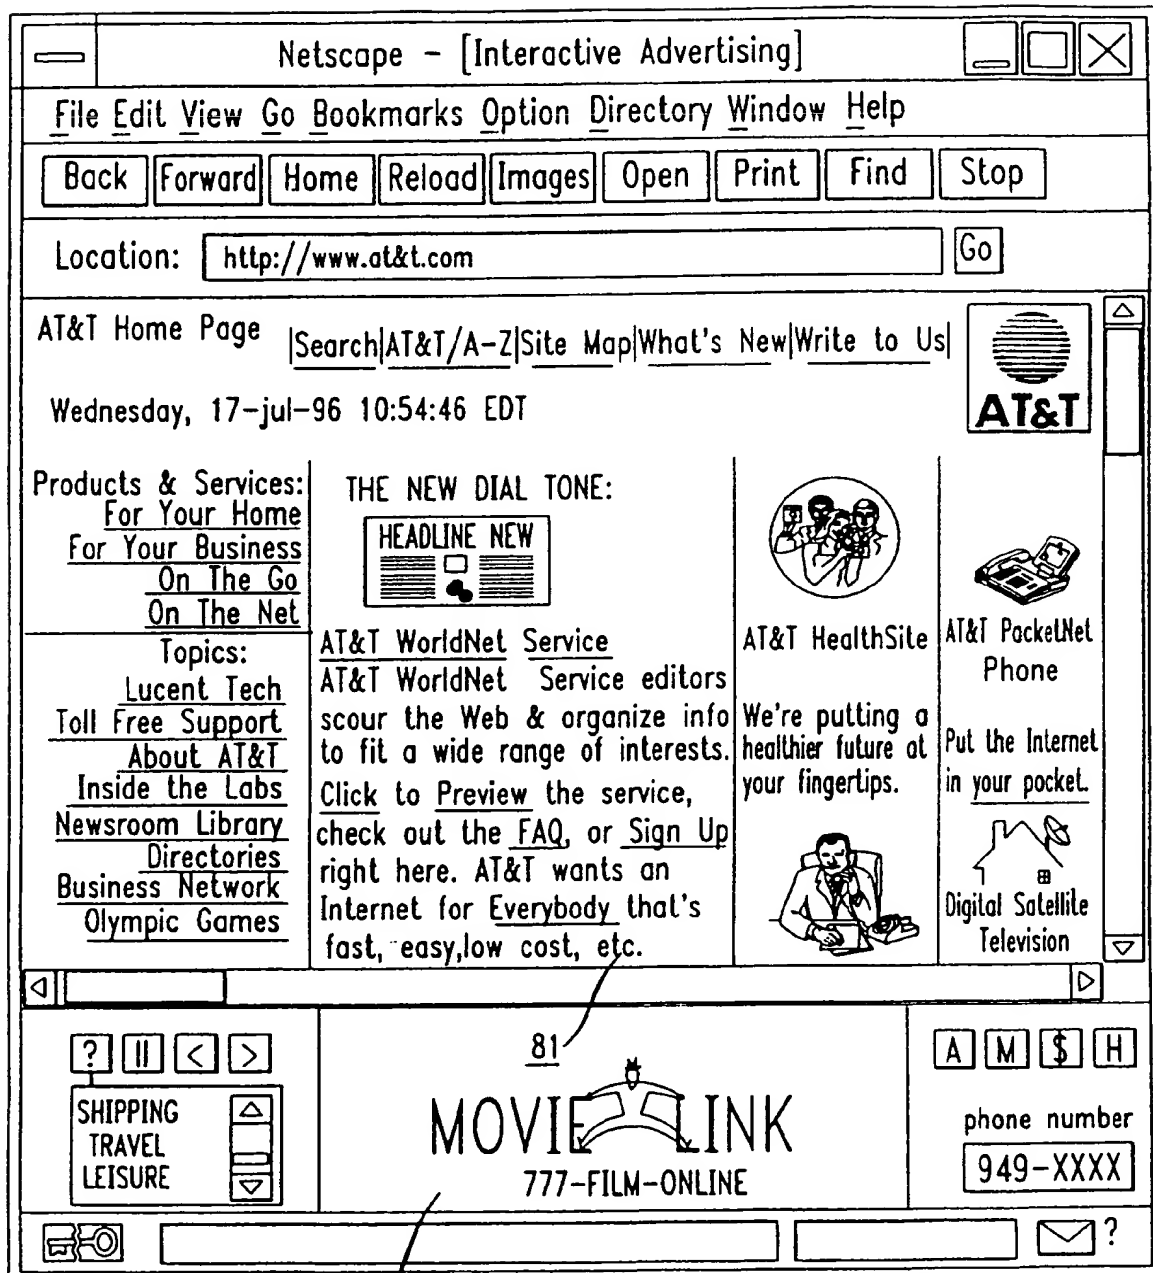 Netscape - [Interactive Advertising]
File Edit View Go Bookmarks Option Directory Window Help
Back Forward Home Reload Images Open Print Find Stop
Location: http://www.at&t.com Go
AT&T Home Page |Search|AT&T/A-Z|Site Map|What's New|Write to Us|
AT&T
Wednesday, 17-jul-96 10:54:46 EDT
Products & Services:
For Your Home
For Your Business
On The Go
On The Net
Topics:
Lucent Tech
Toll Free Support
About AT&T
Inside the Labs
Newsroom Library
Directories
Business Network
Olympic Games
THE NEW DIAL TONE:
HEADLINE NEW
AT&T WorldNet Service
AT&T WorldNet Service editors
scour the Web & organize info
to fit a wide range of interests.
Click to Preview the service,
check out the FAQ, or Sign Up
right here. AT&T wants an
Internet for Everybody that's
fast, easy,low cost, etc.
AT&T HealthSite
We're putting a
healthier future at
your fingertips.
AT&T PocketNet
Phone
Put the Internet
in your pocket.
Digital Satellite
Television
? || < >
SHIPPING
TRAVEL
LEISURE
81
MOVIE LINK
777-FILM-ONLINE
A M $ H
phone number
949-XXXX
?